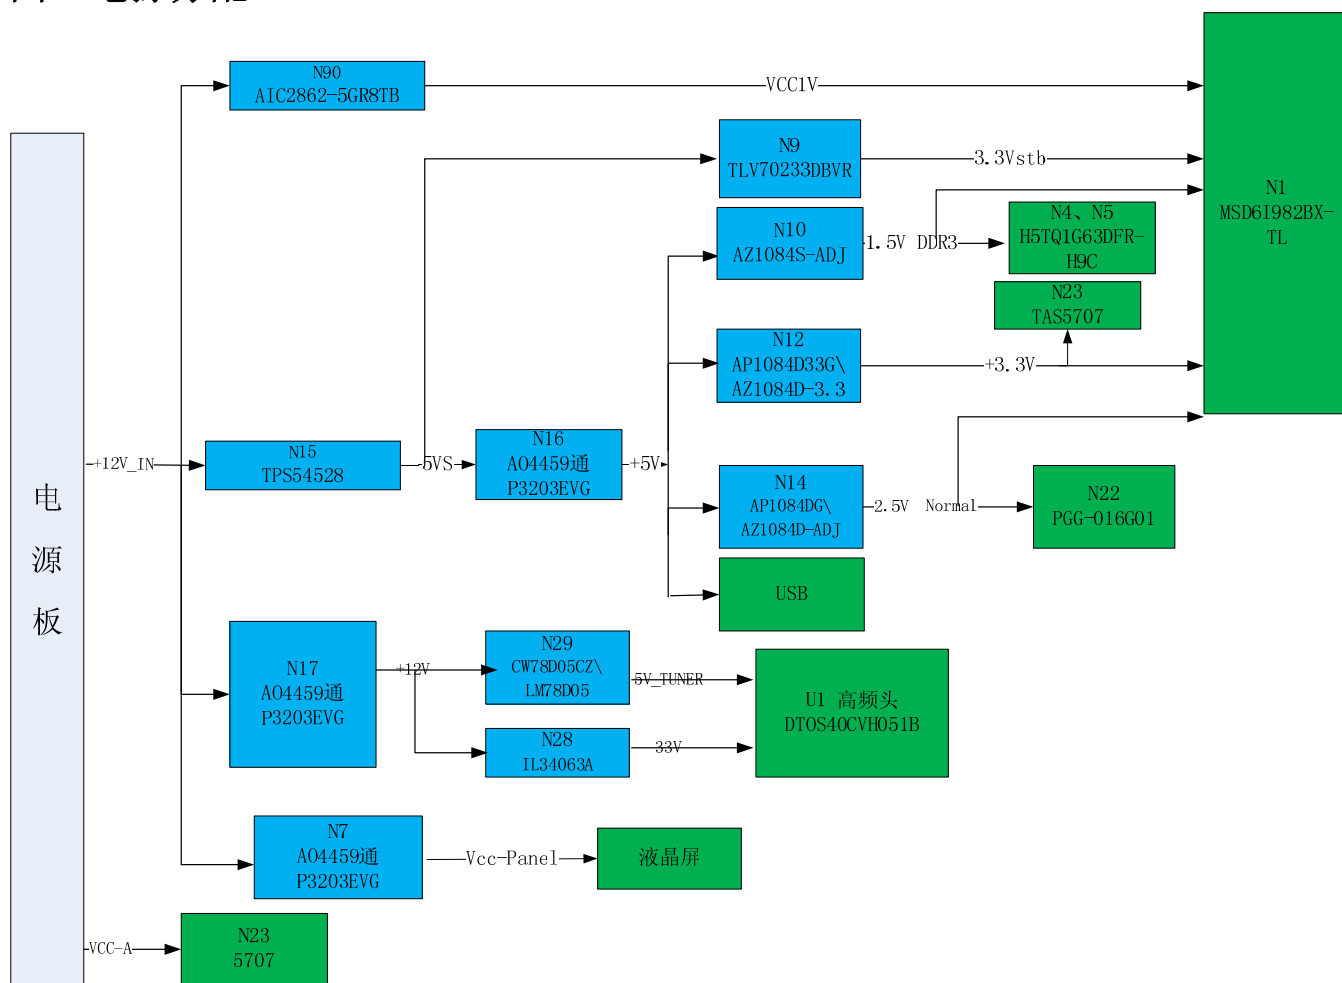 N90
AIC2862-5GR8TB
VCC1V
N9
TLV70233DBVR
3.3Vstb
N1
MSD6I982BX-
TL
N10
AZ1084S-ADJ
1.5V DDR3
N4、N5
H5TQ1G63DFR-
H9C
N23
TAS5707
N12
AP1084D33G\
AZ1084D-3.3
+3.3V
+12V_IN
N15
TPS54528
5VS
N16
AO4459通
P3203EVG
+5V
N14
AP1084DG\
AZ1084D-ADJ
2.5V Normal
N22
PGG-016G01
电
源
板
USB
N17
AO4459通
P3203EVG
+12V
N29
CW78D05CZ\
LM78D05
5V_TUNER
U1 高频头
DTOS40CVH051B
N28
IL34063A
33V
N7
AO4459通
P3203EVG
Vcc-Panel
液晶屏
VCC-A
N23
5707